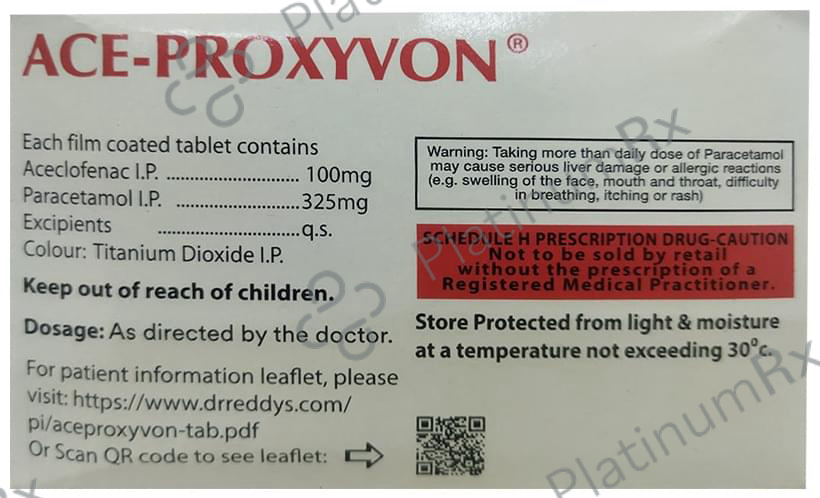 ACE-PROXYVON®
Each film coated tablet contains
Aceclofenac I.P. ............................ 100mg
Paracetamol I.P. ..........................325mg
Excipients ..............................q.s.
Colour: Titanium Dioxide I.P.
Keep out of reach of children.
Dosage: As directed by the doctor.
For patient information leaflet, please
visit: https://www.drreddys.com/
pi/aceproxyvon-tab.pdf
Or Scan QR code to see leaflet:
Warning: Taking more than daily dose of Paracetamol
may cause serious liver damage or allergic reactions
(e.g. swelling of the face, mouth and throat, difficulty
in breathing, itching or rash)
SCHEDULE H PRESCRIPTION DRUG-CAUTION
Not to be sold by retail
without the prescription of a
Registered Medical Practitioner.
Store Protected from light & moisture
at a temperature not exceeding 30⁰c.
PlatinumRx
PlatinumRx
PlatinumRx
Rx